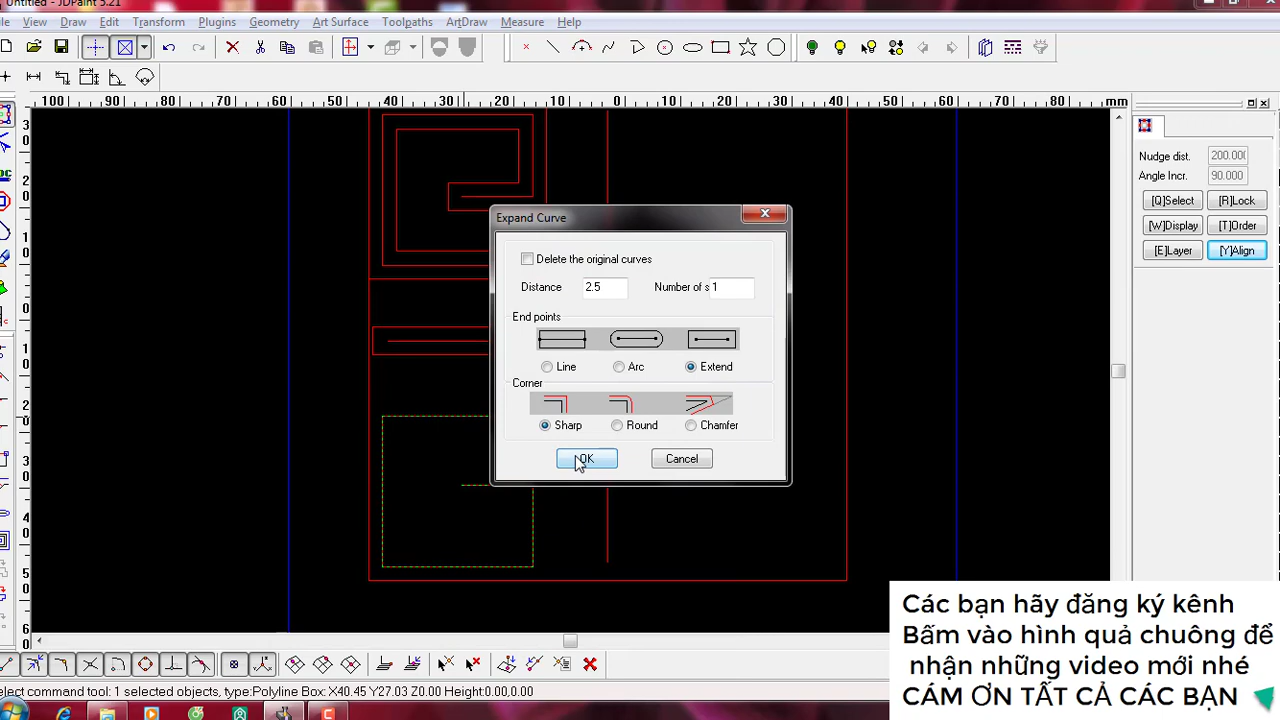 Untitled - JDPaint 5.21
View Draw Edit Transform Plugins Geometry Art Surface Toolpaths ArtDraw Measure Help
100 90 80 70 60 50 40 30 20 10 0 10 20 30 40 50 60 70 80 mm
Nudge dist. 200.00(
Angle Incr. 90.000
[Q]Select [R]Lock
[W]Display [T]Order
[E]Layer [Y]Align
Expand Curve
Delete the original curves
Distance 2.5 Number of s 1
End points
Line Arc Extend
Corner
Sharp Round Chamfer
OK Cancel
Các bạn hãy đăng ký kênh
Bấm vào hình quả chuông để
nhận những video mới nhé
CÁM ƠN TẤT CẢ CÁC BẠN
elect command tool: 1 selected objects, type:Polyline Box: X40.45 Y27.03 Z0.00 Height:0.00,0.00